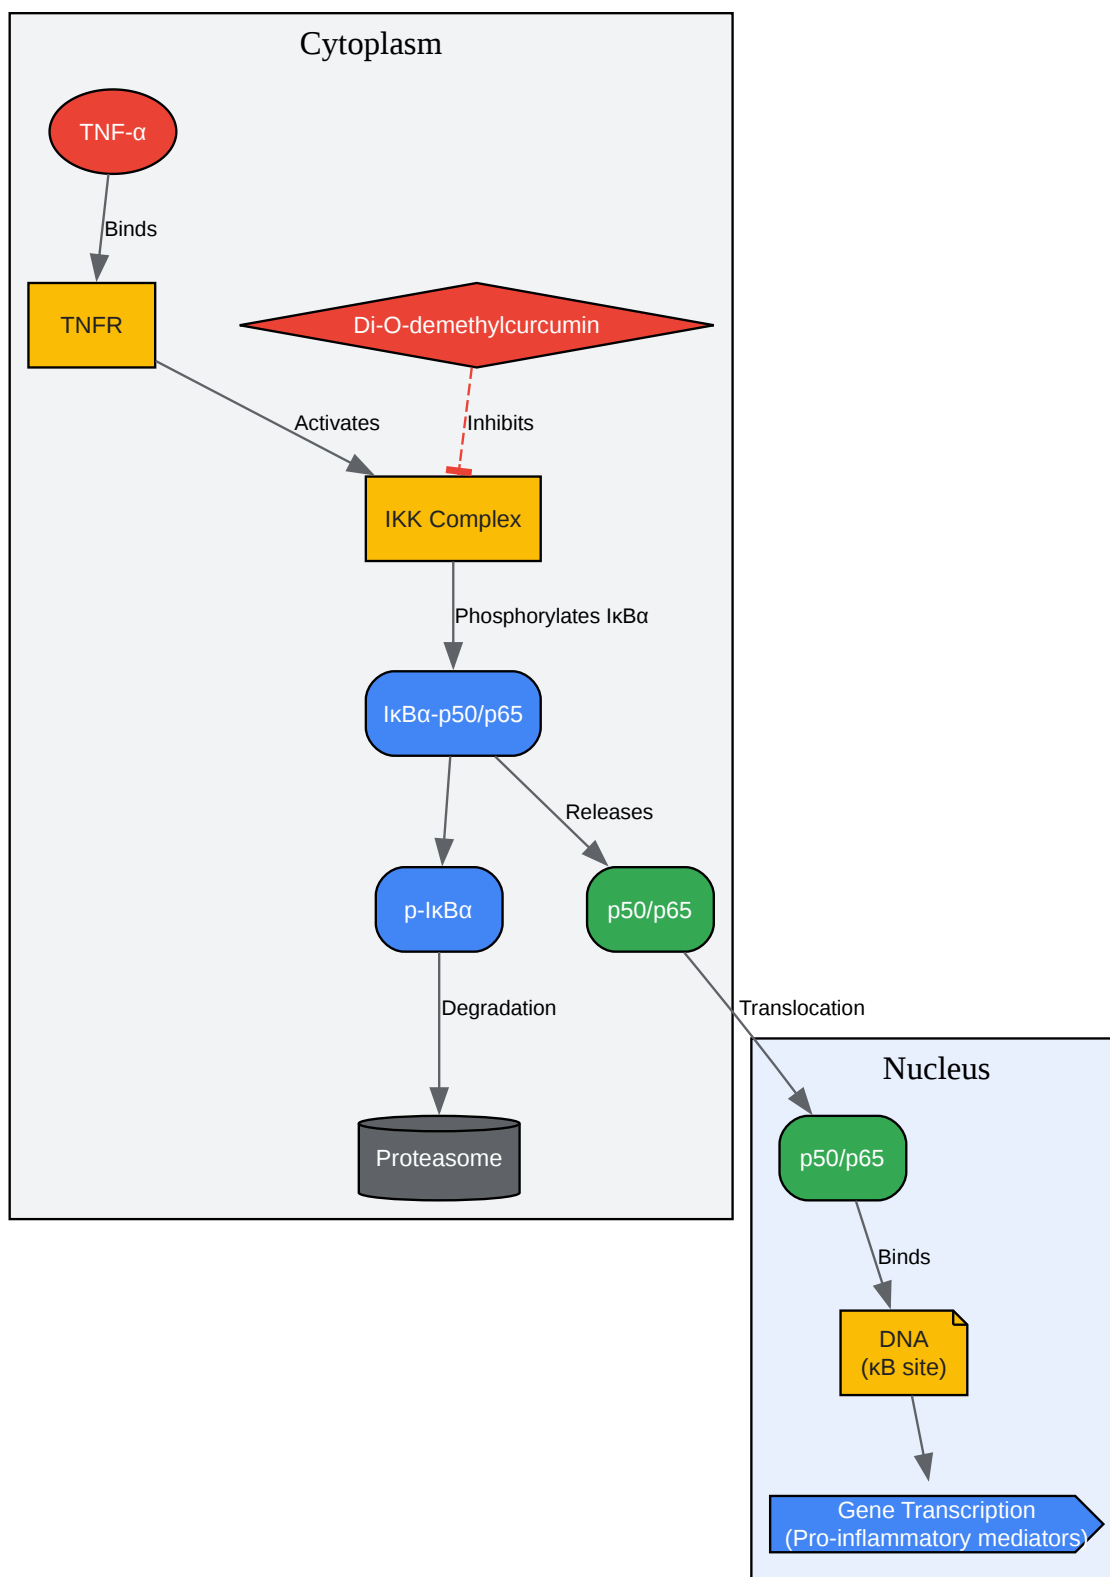 Cytoplasm
TNF-α
Binds
TNFR
Di-O-demethylcurcumin
Activates
Inhibits
IKK Complex
Phosphorylates IκBα
IκBα-p50/p65
Releases
p-IκBα
p50/p65
Degradation
Translocation
Nucleus
Proteasome
p50/p65
Binds
DNA
(κB site)
Gene Transcription
(Pro-inflammatory mediators)